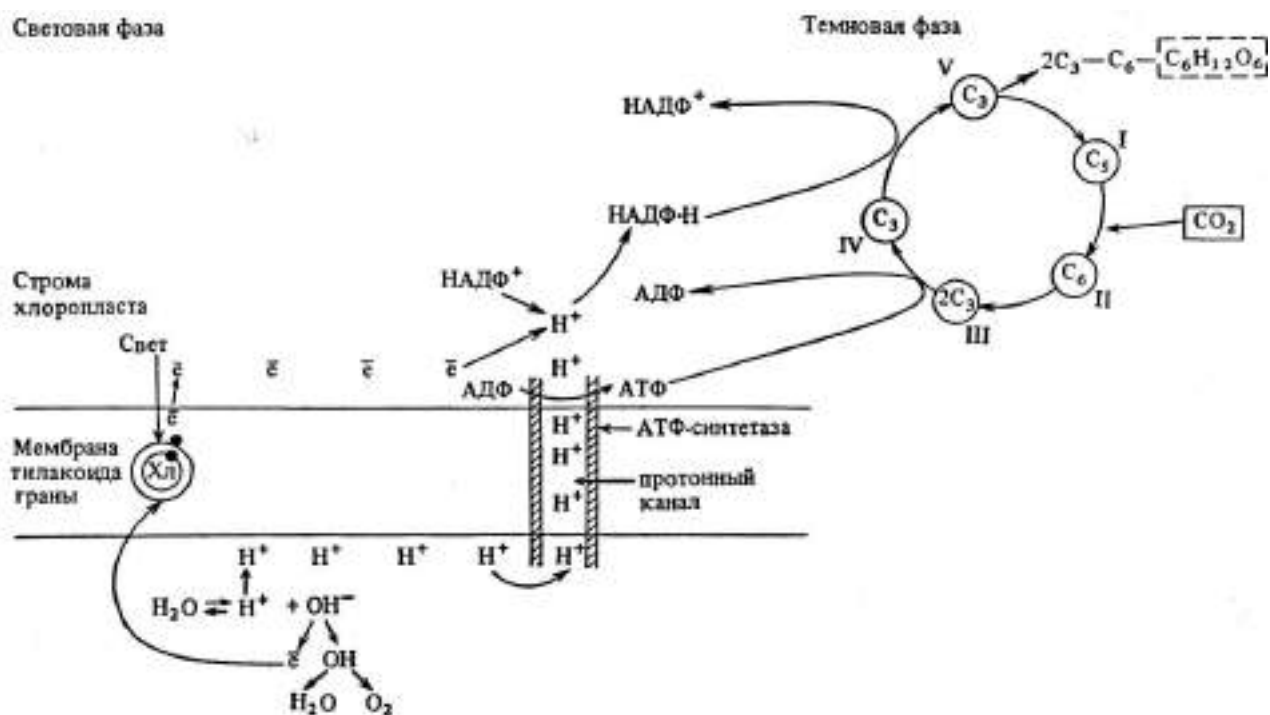 Световая фаза
Темновая фаза
V
2C₃—C₆—C₆H₁₂O₆
C₃
НАДФ⁺
I
C₅
НАДФ·Н
C₃
IV
CO₂
Строма
хлоропласта
НАДФ⁺
H⁺
АДФ
C₆
II
2C₃
III
Свет
ē ē ē ē
H⁺
АДФ
АТФ
ē
H⁺
АТФ-синтетаза
Мембрана
тилакоида
граны
Хл
H⁺
протонный
канал
H⁺
H⁺ H⁺ H⁺ H⁺ H⁺
H₂O ⇌ H⁺ + OH⁻
ē OH
H₂O O₂